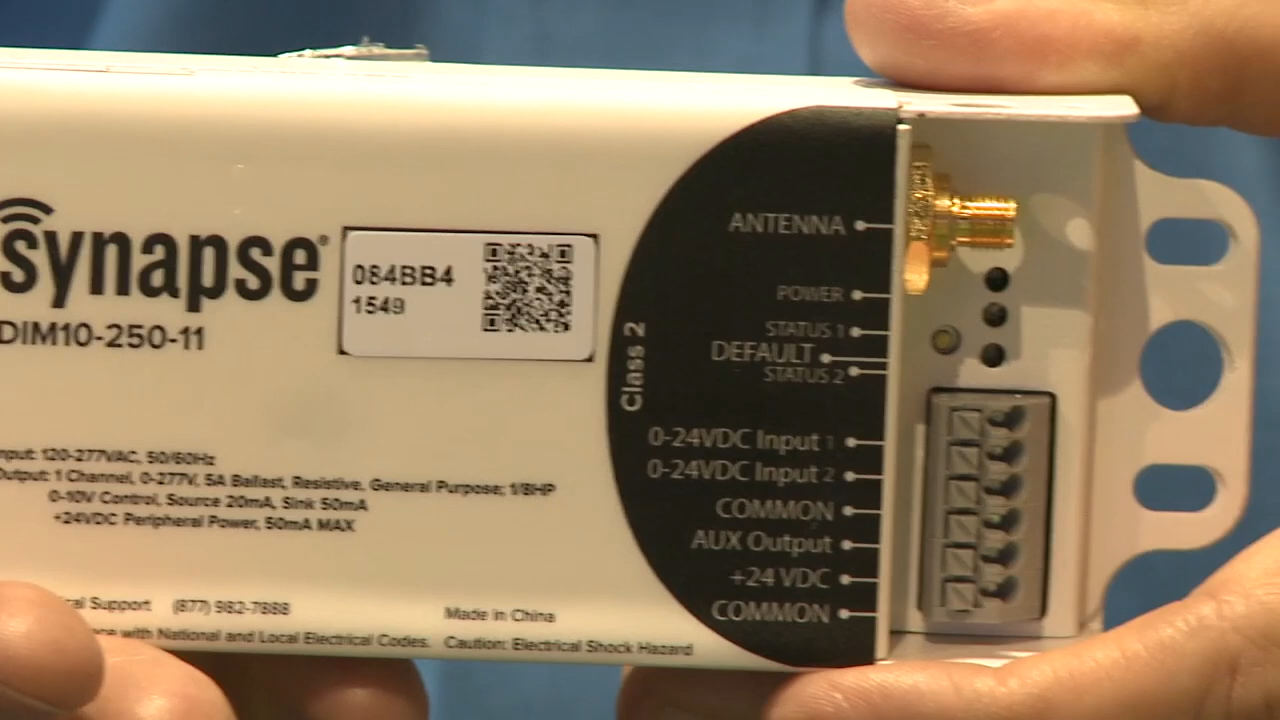 synapse
DIM10-250-11
084BB4
1549
nput: 120-277VAC, 50/60Hz
Output: 1 Channel, 0-277V, 5A Ballast, Resistive, General Purpose; 1/8HP
0-10V Control, Source 20mA, Sink 50mA
+24VDC Peripheral Power, 50mA MAX
cal Support (877) 982-7888
Made in China
with National and Local Electrical Codes. Caution: Electrical Shock Hazard
Class 2
ANTENNA
POWER
STATUS 1
DEFAULT
STATUS 2
0-24VDC Input 1
0-24VDC Input 2
COMMON
AUX Output
+24 VDC
COMMON